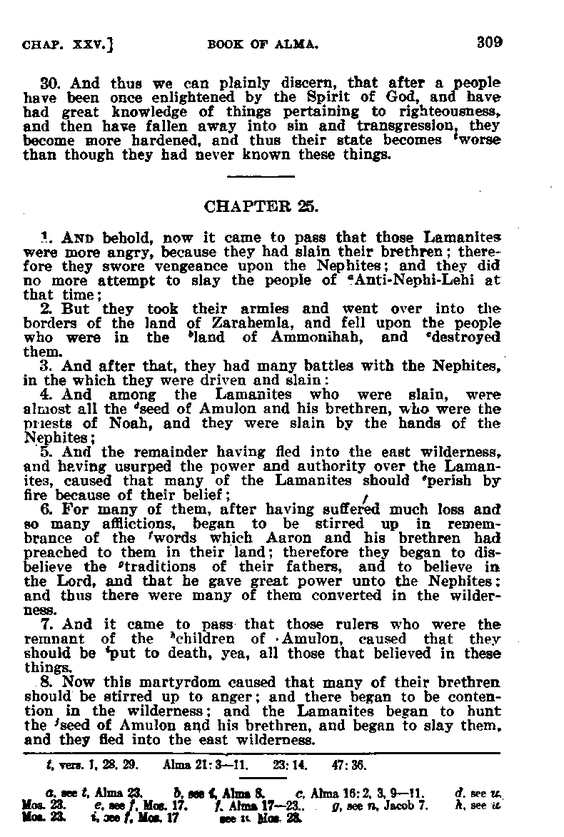 CHAP. XXV.] BOOK OF ALMA. 309
30. And thus we can plainly discern, that after a people
have been once enlightened by the Spirit of God, and have
had great knowledge of things pertaining to righteousness,
and then have fallen away into sin and transgression, they
become more hardened, and thus their state becomes ᵗworse
than though they had never known these things.
CHAPTER 25.
1. AND behold, now it came to pass that those Lamanites
were more angry, because they had slain their brethren; there-
fore they swore vengeance upon the Nephites; and they did
no more attempt to slay the people of ᵃAnti-Nephi-Lehi at
that time;
2. But they took their armies and went over into the
borders of the land of Zarahemla, and fell upon the people
who were in the ᵇland of Ammonihah, and ᶜdestroyed
them.
3. And after that, they had many battles with the Nephites,
in the which they were driven and slain:
4. And among the Lamanites who were slain, were
almost all the ᵈseed of Amulon and his brethren, who were the
priests of Noah, and they were slain by the hands of the
Nephites;
5. And the remainder having fled into the east wilderness,
and having usurped the power and authority over the Laman-
ites, caused that many of the Lamanites should ᵉperish by
fire because of their belief;
6. For many of them, after having suffered much loss and
so many afflictions, began to be stirred up in remem-
brance of the ᶠwords which Aaron and his brethren had
preached to them in their land; therefore they began to dis-
believe the ᵍtraditions of their fathers, and to believe in
the Lord, and that he gave great power unto the Nephites:
and thus there were many of them converted in the wilder-
ness.
7. And it came to pass that those rulers who were the
remnant of the ʰchildren of Amulon, caused that they
should be ⁱput to death, yea, all those that believed in these
things.
8. Now this martyrdom caused that many of their brethren
should be stirred up to anger; and there began to be conten-
tion in the wilderness; and the Lamanites began to hunt
the ʲseed of Amulon and his brethren, and began to slay them,
and they fled into the east wilderness.
t, vers. 1, 28, 29. Alma 21:3—11. 23:14. 47:36.
a, see t, Alma 23. b, see t, Alma 8. c, Alma 16:2, 3, 9—11. d, see u,
Mos. 23. e, see f, Mos. 17. f, Alma 17—23. g, see n, Jacob 7. h, see u
Mos. 23. i, see f, Mos. 17 see u Mos. 23.